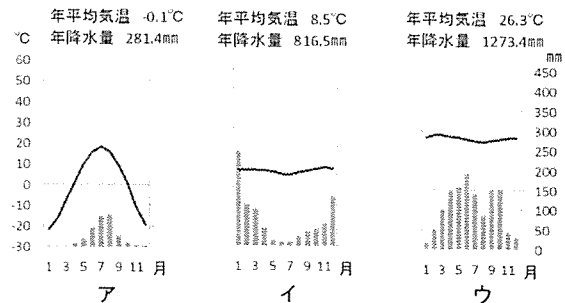 年平均気温 -0.1℃
年降水量 281.4㎜
年平均気温 8.5℃
年降水量 816.5㎜
年平均気温 26.3℃
年降水量 1273.4㎜
℃
60
50
40
30
20
10
0
-10
-20
-30
㎜
450
400
350
300
250
200
150
100
50
0
1 3 5 7 9 11 月
1 3 5 7 9 11 月
1 3 5 7 9 11 月
ア
イ
ウ